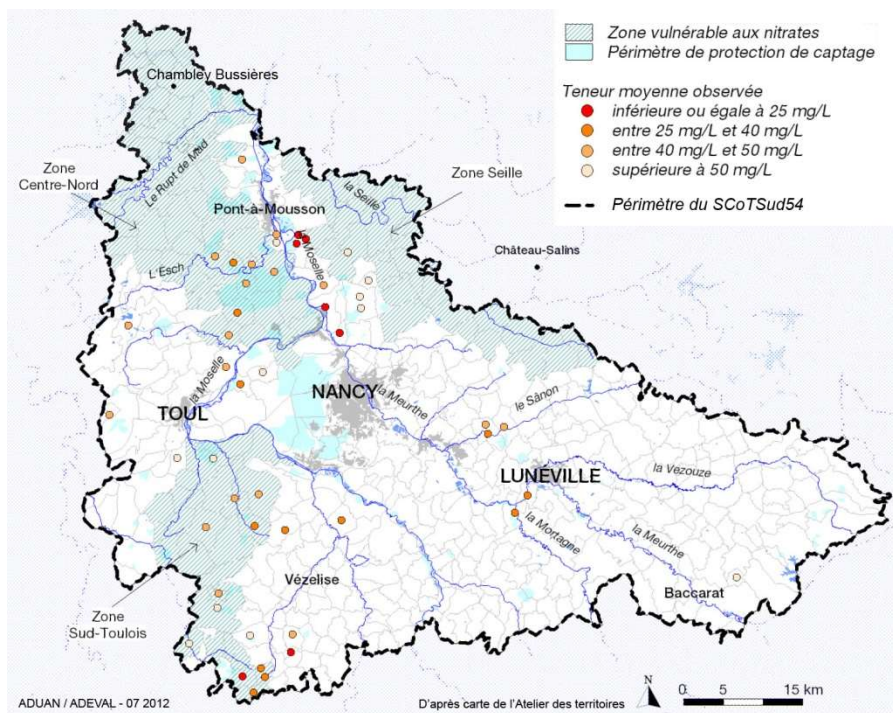 Zone vulnérable aux nitrates
Périmètre de protection de captage
Teneur moyenne observée
inférieure ou égale à 25 mg/L
entre 25 mg/L et 40 mg/L
entre 40 mg/L et 50 mg/L
supérieure à 50 mg/L
Périmètre du SCoTSud54
Chambley Bussières
Zone
Centre-Nord
Le Rupt de Mad
Zone Seille
la Seille
Pont-à-Mousson
Château-Salins
la Moselle
L'Esch
la Moselle
NANCY
TOUL
la Meurthe
le Sânon
LUNEVILLE
la Vezouze
la Mortagne
la Meurthe
Vézelise
Baccarat
Zone
Sud-Toulois
ADUAN / ADEVAL - 07 2012
D'après carte de l'Atelier des territoires
N
0 5 15 km